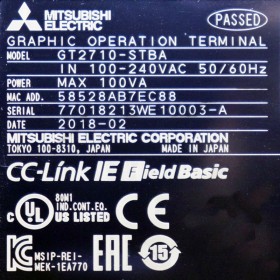 MITSUBISHI
ELECTRIC
PASSED
GRAPHIC OPERATION TERMINAL
MODEL GT2710-STBA
IN 100-240VAC 50/60Hz
POWER MAX 100VA
MAC ADD. 58528AB7EC88
SERIAL 77018213WE10003-A
DATE 2018-02
MITSUBISHI ELECTRIC CORPORATION
TOKYO 100-8310, JAPAN MADE IN JAPAN
CC-Link IE Field Basic
80M1
IND.CONT.EQ.
C UL US LISTED CE
KC MSIP-REI-
MEK-1EA770
EAC
15